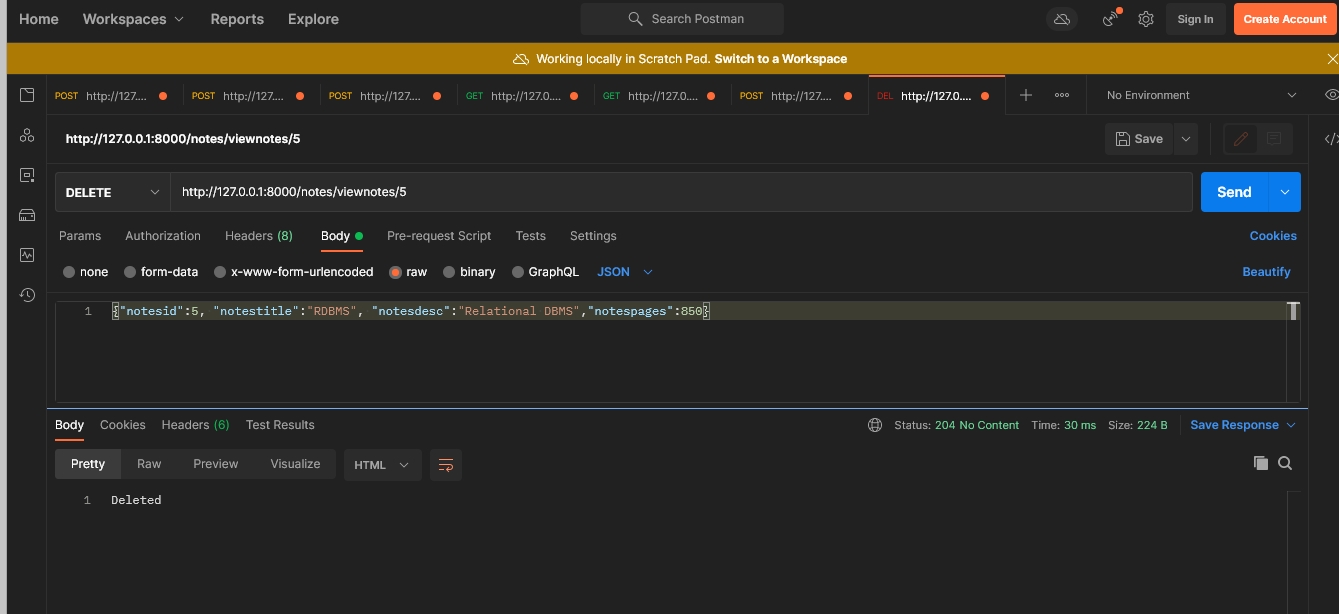 Home Workspaces Reports Explore Search Postman Sign In Create Account
Working locally in Scratch Pad. Switch to a Workspace
POST http://127.... POST http://127.... POST http://127.... GET http://127.0.... GET http://127.0.... POST http://127.... DEL http://127.0.... + ooo No Environment
http://127.0.0.1:8000/notes/viewnotes/5 Save
DELETE http://127.0.0.1:8000/notes/viewnotes/5 Send
Params Authorization Headers (8) Body Pre-request Script Tests Settings Cookies
none form-data x-www-form-urlencoded raw binary GraphQL JSON Beautify
1 {"notesid":5, "notestitle":"RDBMS", "notesdesc":"Relational DBMS","notespages":850}
Body Cookies Headers (6) Test Results Status: 204 No Content Time: 30 ms Size: 224 B Save Response
Pretty Raw Preview Visualize HTML
1 Deleted